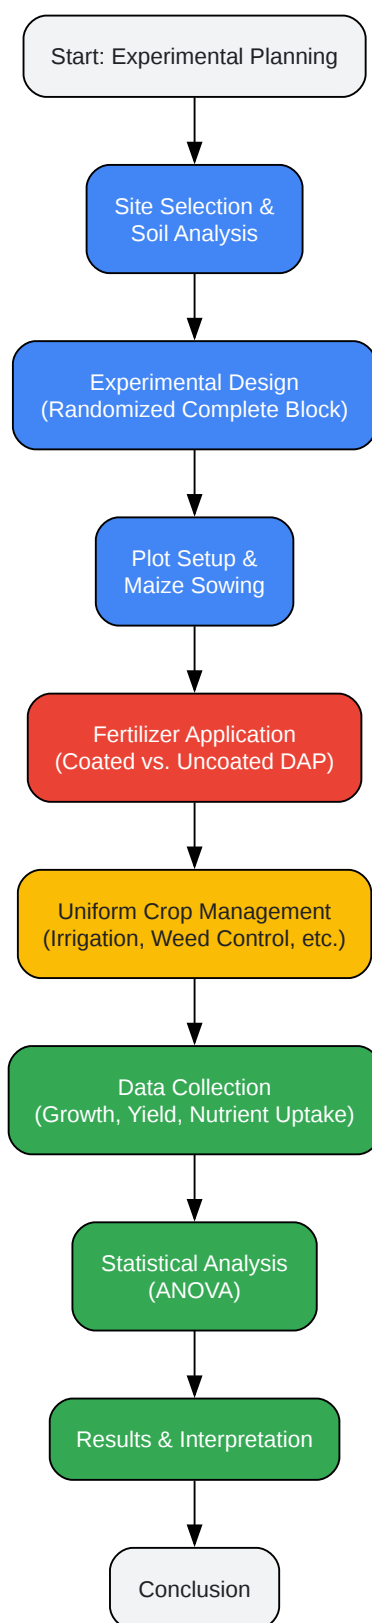 Start: Experimental Planning
Site Selection &
Soil Analysis
Experimental Design
(Randomized Complete Block)
Plot Setup &
Maize Sowing
Fertilizer Application
(Coated vs. Uncoated DAP)
Uniform Crop Management
(Irrigation, Weed Control, etc.)
Data Collection
(Growth, Yield, Nutrient Uptake)
Statistical Analysis
(ANOVA)
Results & Interpretation
Conclusion